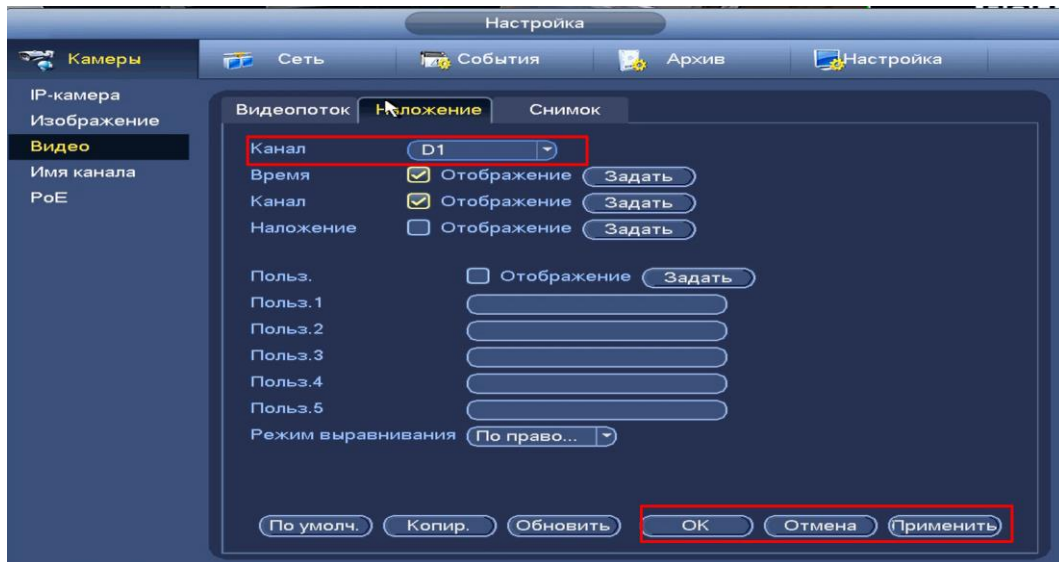 Настройка
Камеры Сеть События Архив Настройка
IP-камера
Изображение
Видео
Имя канала
PoE
Видеопоток Наложение Снимок
Канал D1
Время Отображение Задать
Канал Отображение Задать
Наложение Отображение Задать
Польз. Отображение Задать
Польз.1
Польз.2
Польз.3
Польз.4
Польз.5
Режим выравнивания По право...
По умолч. Копир. Обновить OK Отмена Применить